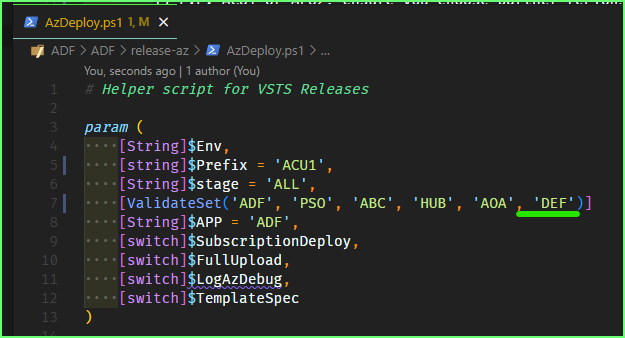 AzDeploy.ps1 1, M ×
ADF > ADF > release-az > AzDeploy.ps1 > ...
You, seconds ago | 1 author (You)
1 # Helper script for VSTS Releases
2
3 param (
4 ····[String]$Env,
5 ····[string]$Prefix = 'ACU1',
6 ····[string]$stage = 'ALL',
7 ····[ValidateSet('ADF', 'PSO', 'ABC', 'HUB', 'AOA', 'DEF')]
8 ····[String]$APP = 'ADF',
9 ····[switch]$SubscriptionDeploy,
10 ····[switch]$FullUpload,
11 ····[switch]$LogAzDebug,
12 ····[switch]$TemplateSpec
13 )